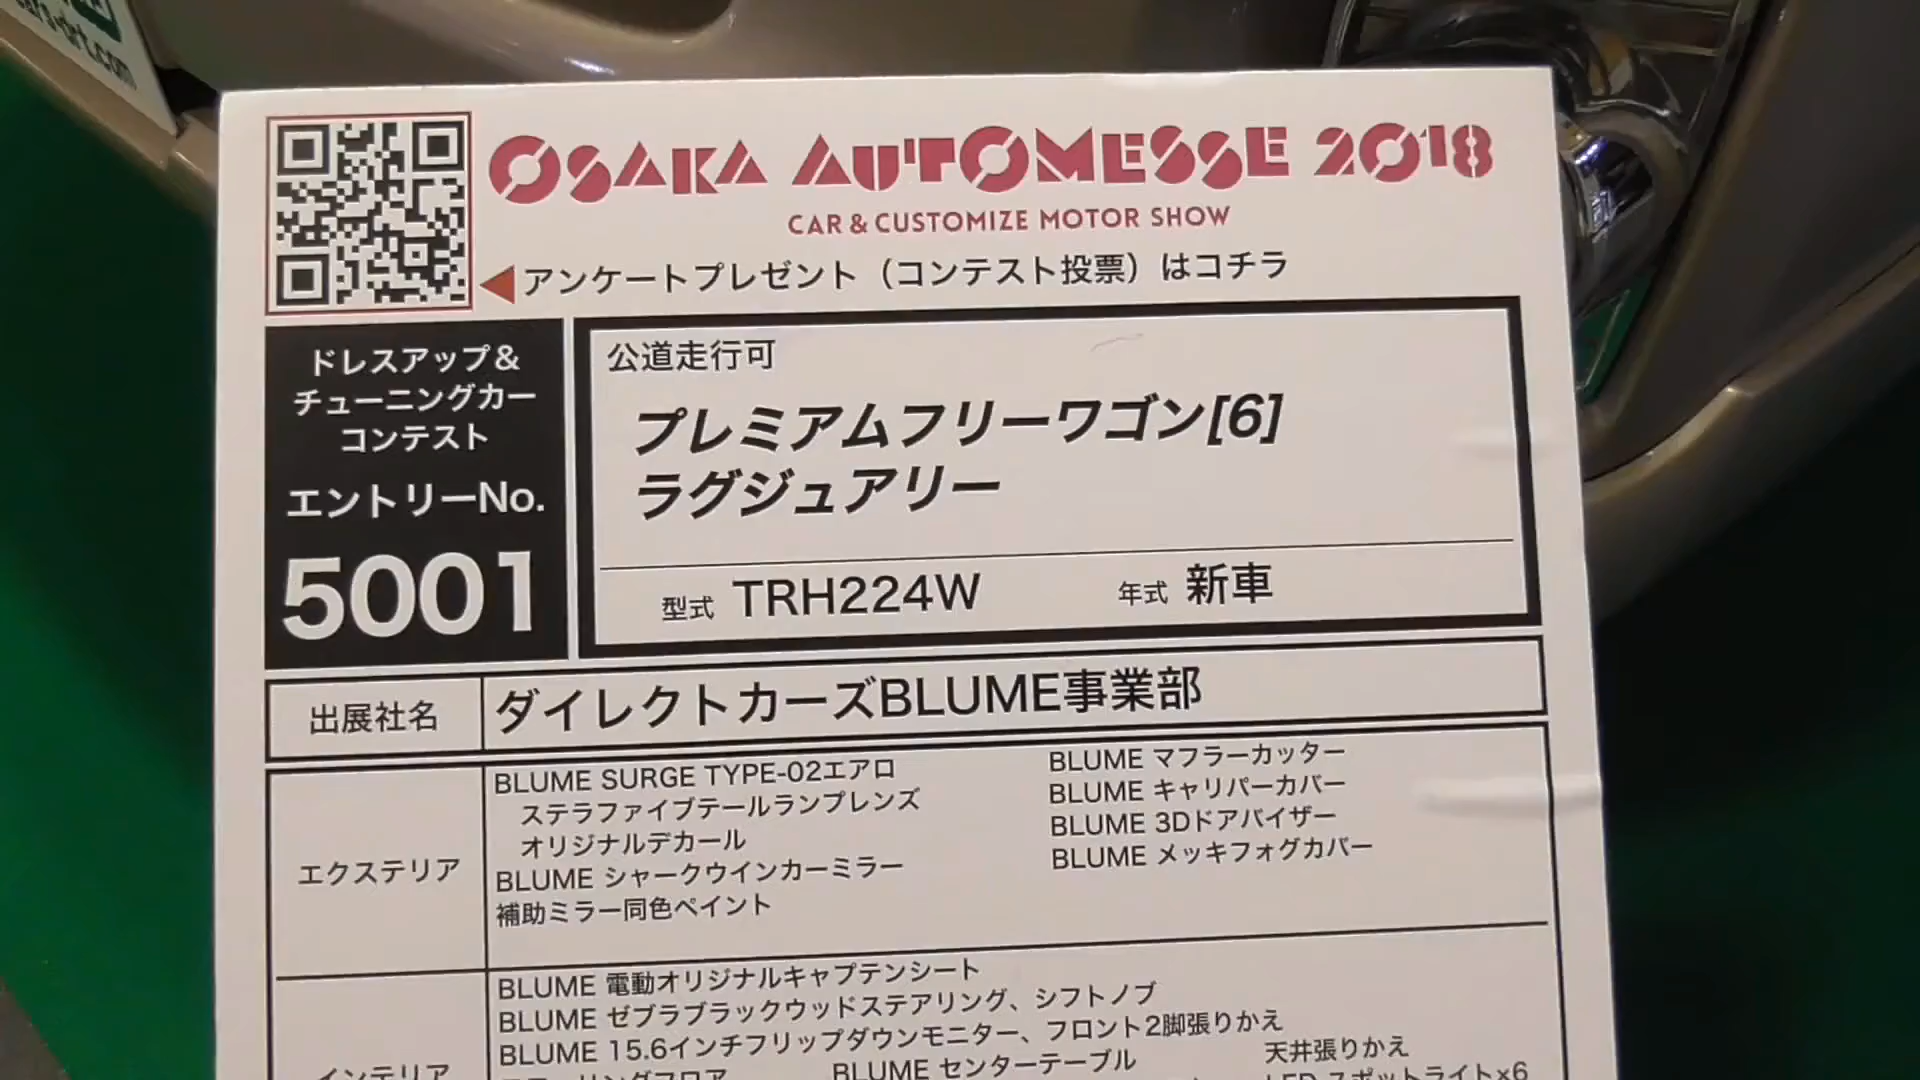 OSAKA AUTOMESSE 2018
CAR & CUSTOMIZE MOTOR SHOW
◀アンケートプレゼント（コンテスト投票）はコチラ
ドレスアップ&
チューニングカー
コンテスト
エントリーNo.
5001
公道走行可
プレミアムフリーワゴン[6]
ラグジュアリー
型式 TRH224W 年式 新車
出展社名 ダイレクトカーズBLUME事業部
エクステリア
BLUME SURGE TYPE-02エアロ
ステラファイブテールランプレンズ
オリジナルデカール
BLUME シャークウインカーミラー
補助ミラー同色ペイント
BLUME マフラーカッター
BLUME キャリパーカバー
BLUME 3Dドアバイザー
BLUME メッキフォグカバー
インテリア
BLUME 電動オリジナルキャプテンシート
BLUME ゼブラブラックウッドステアリング、シフトノブ
BLUME 15.6インチフリップダウンモニター、フロント2脚張りかえ
BLUME センターテーブル
天井張りかえ
LED スポットライト×6